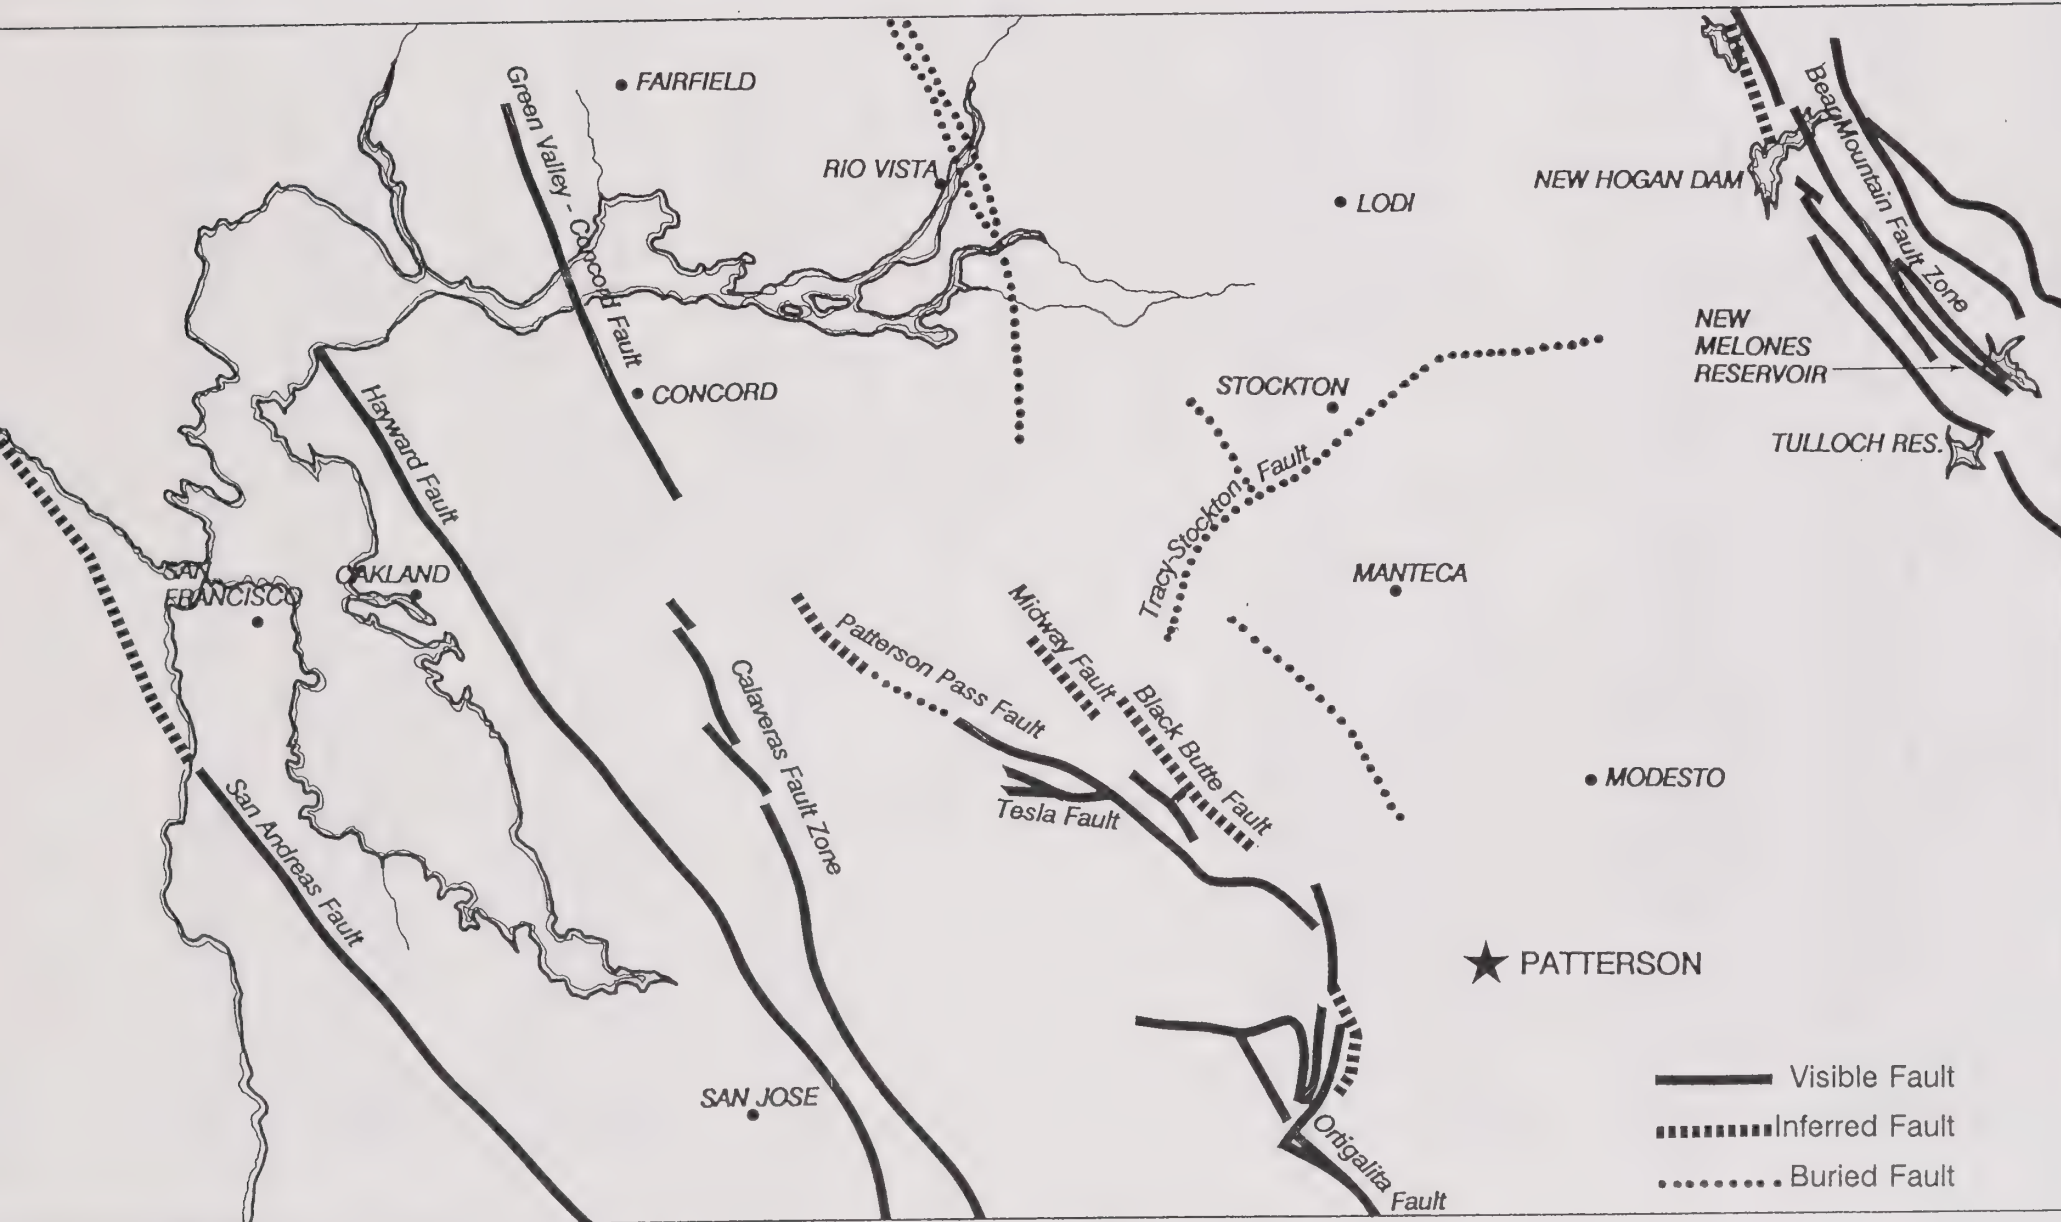 FAIRFIELD
Green Valley - Concord Fault
RIO VISTA
LODI
Bear Mountain Fault Zone
NEW HOGAN DAM
NEW
MELONES
RESERVOIR
TULLOCH RES.
CONCORD
Hayward Fault
STOCKTON
Tracy-Stockton Fault
MANTECA
SAN
FRANCISCO
OAKLAND
Patterson Pass Fault
Midway Fault
Black Butte Fault
Calaveras Fault Zone
Tesla Fault
MODESTO
San Andreas Fault
PATTERSON
SAN JOSE
Ortigalita
Fault
Visible Fault
Inferred Fault
Buried Fault